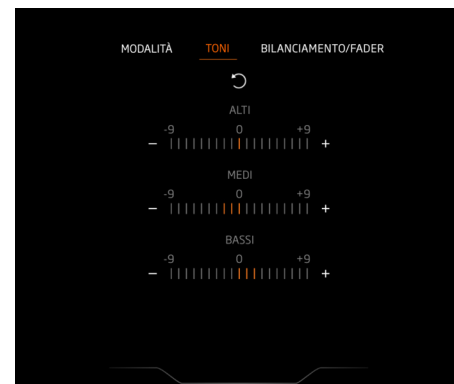 MODALITÀ TONI BILANCIAMENTO/FADER
ALTI
-9 0 +9
- +
MEDI
-9 0 +9
- +
BASSI
-9 0 +9
- +